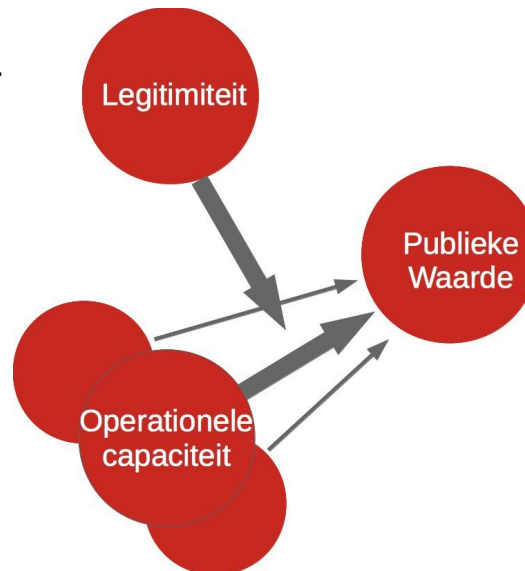 Legitimiteit
Publieke
Waarde
Operationele
capaciteit